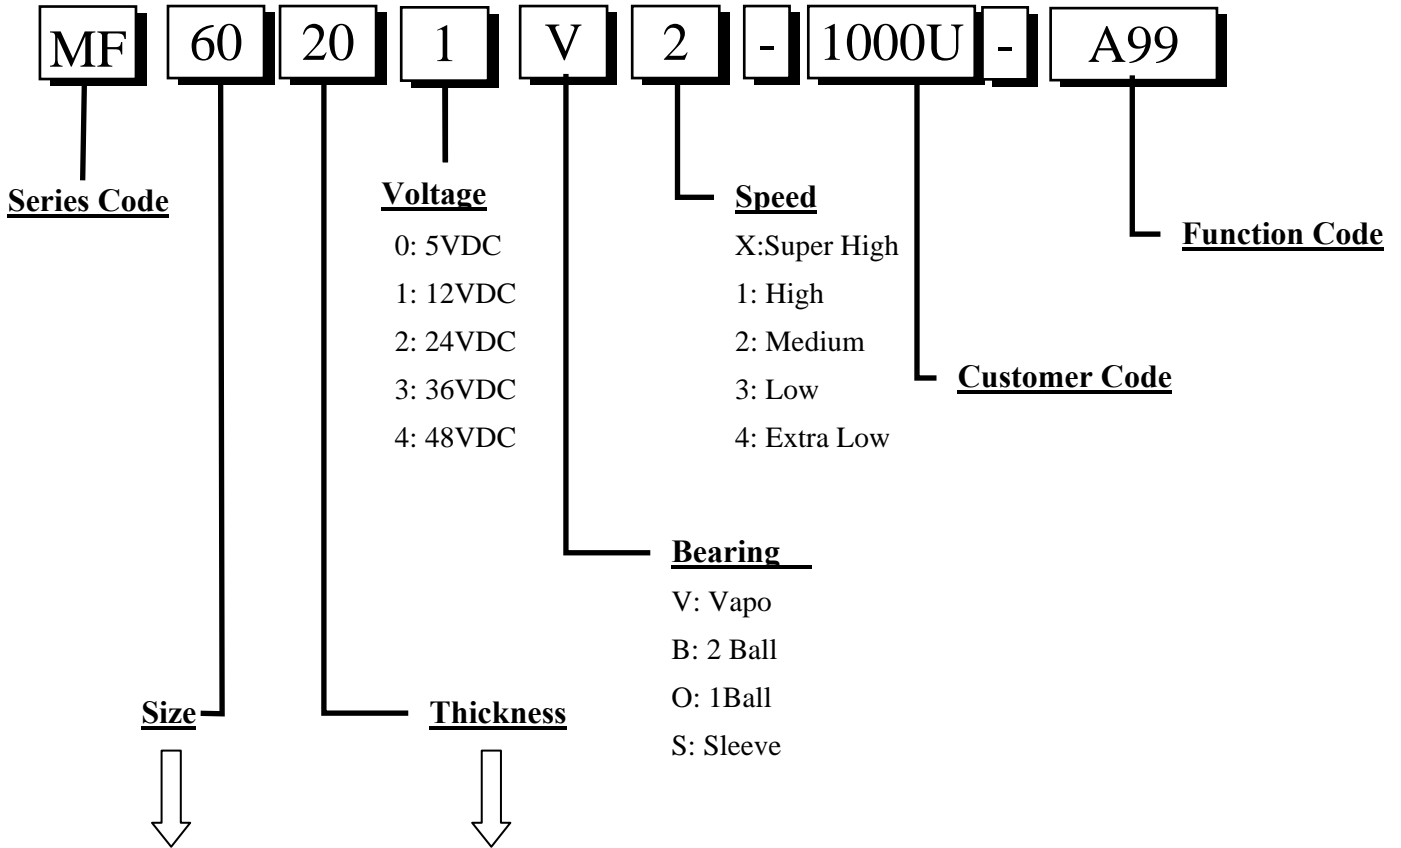 MF 60 20 1 V 2 - 1000U - A99
Series Code
Voltage
0: 5VDC
1: 12VDC
2: 24VDC
3: 36VDC
4: 48VDC
Speed
X:Super High
1: High
2: Medium
3: Low
4: Extra Low
Function Code
Customer Code
Bearing
V: Vapo
B: 2 Ball
O: 1Ball
S: Sleeve
Size
Thickness